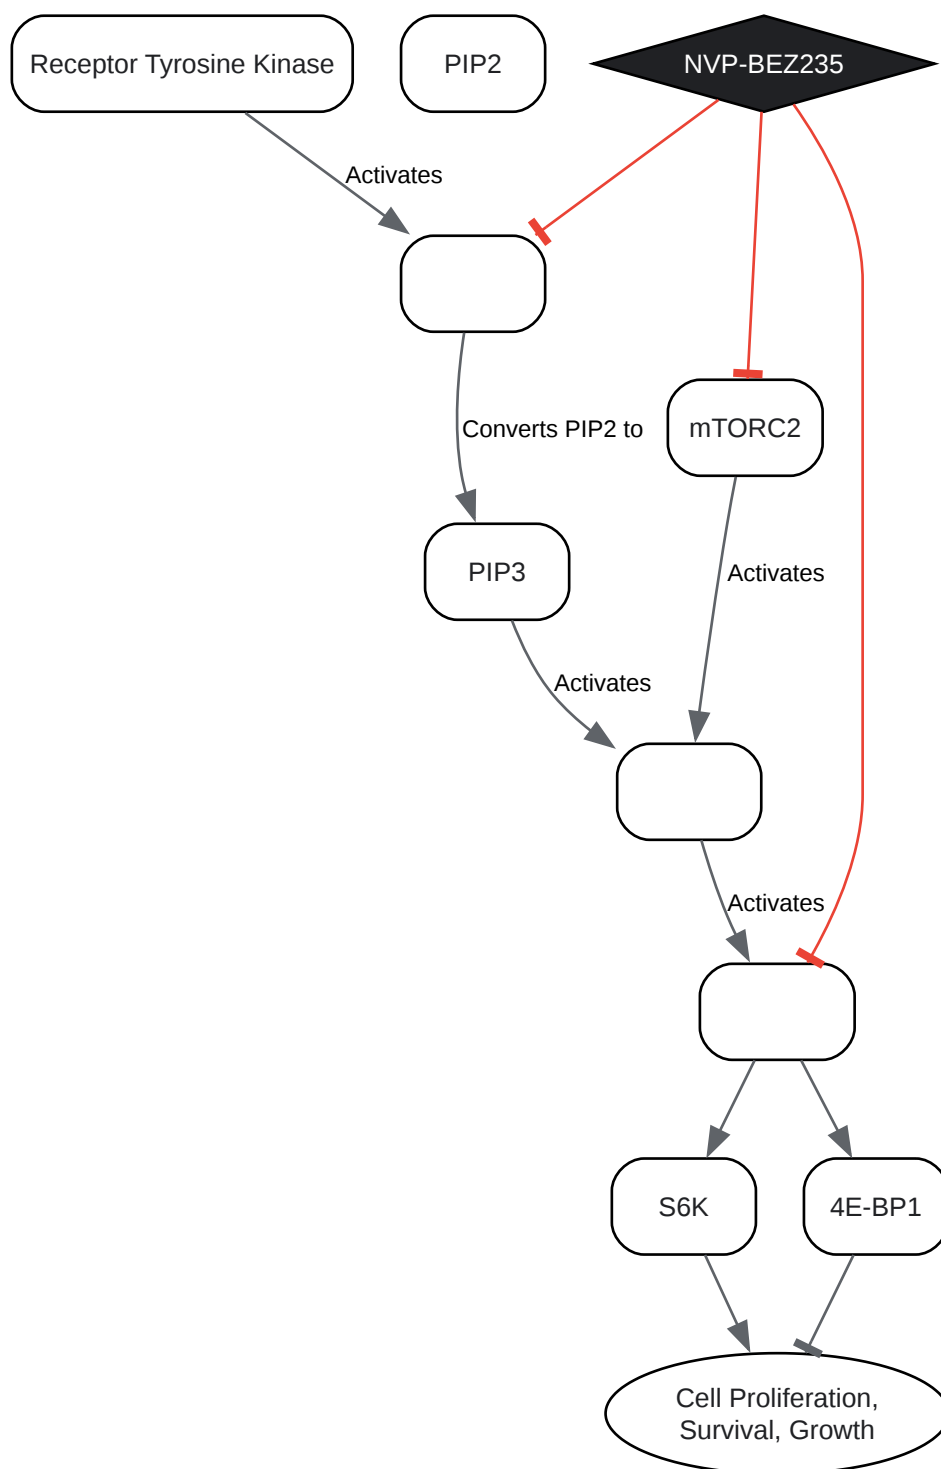 Receptor Tyrosine Kinase
PIP2
NVP-BEZ235
Activates
Converts PIP2 to
mTORC2
PIP3
Activates
Activates
Activates
S6K
4E-BP1
Cell Proliferation,
Survival, Growth